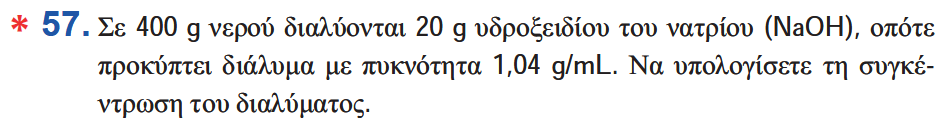 * 57. Σε 400 g νερού διαλύονται 20 g υδροξειδίου του νατρίου (NaOH), οπότε
προκύπτει διάλυμα με πυκνότητα 1,04 g/mL. Να υπολογίσετε τη συγκέ-
ντρωση του διαλύματος.